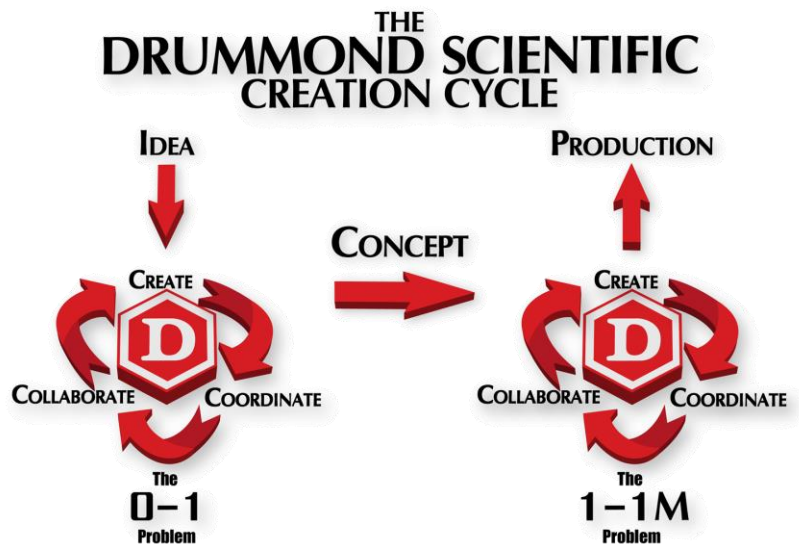 THE
DRUMMOND SCIENTIFIC
CREATION CYCLE
IDEA
PRODUCTION
CONCEPT
CREATE
D
COLLABORATE
COORDINATE
The
0-1
Problem
CREATE
D
COLLABORATE
COORDINATE
The
1-1M
Problem